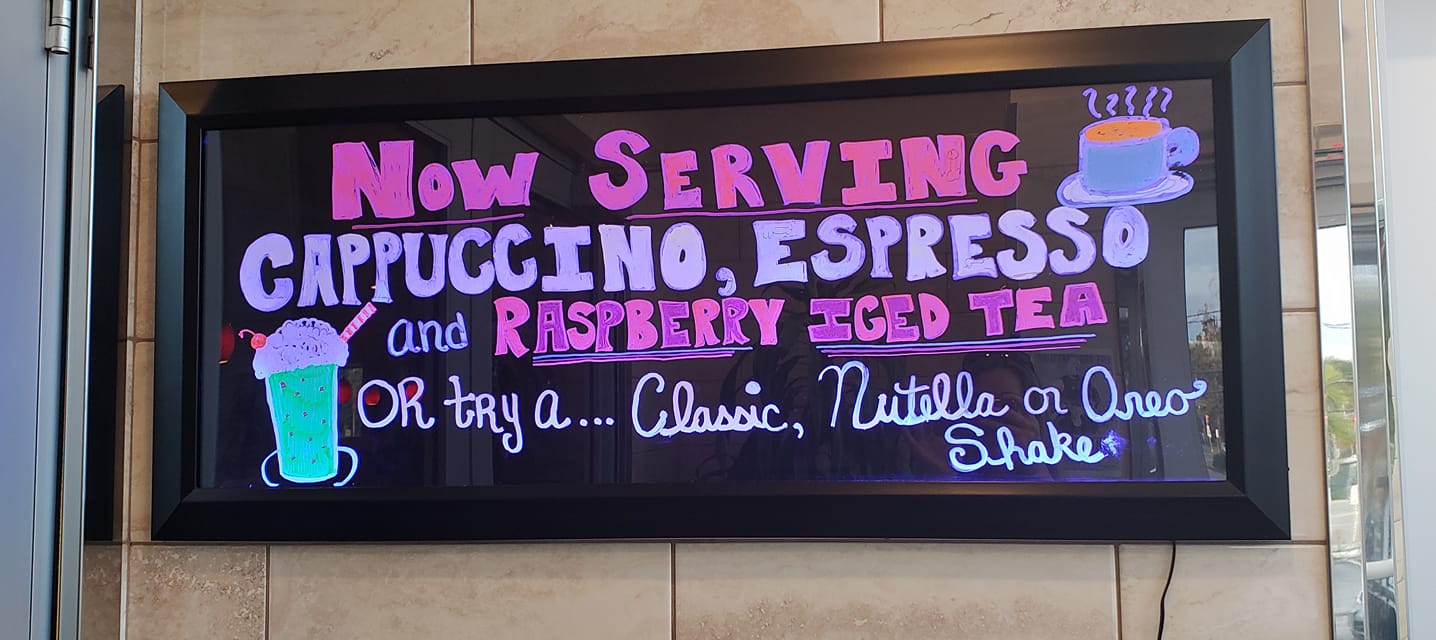 Now Serving
Cappuccino, Espresso
and Raspberry Iced Tea
OR try a... Classic, Nutella or Oreo
Shake